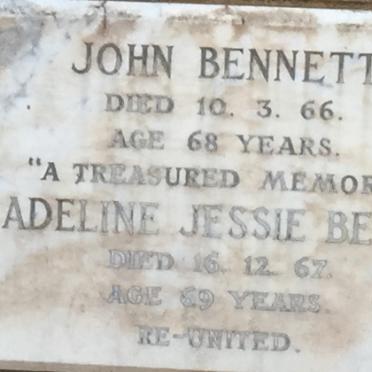 JOHN BENNETT
DIED 10. 3. 66.
AGE 68 YEARS.
"A TREASURED MEMOR
ADELINE JESSIE BE
DIED 16. 12. 67.
AGE 69 YEARS.
RE-UNITED.